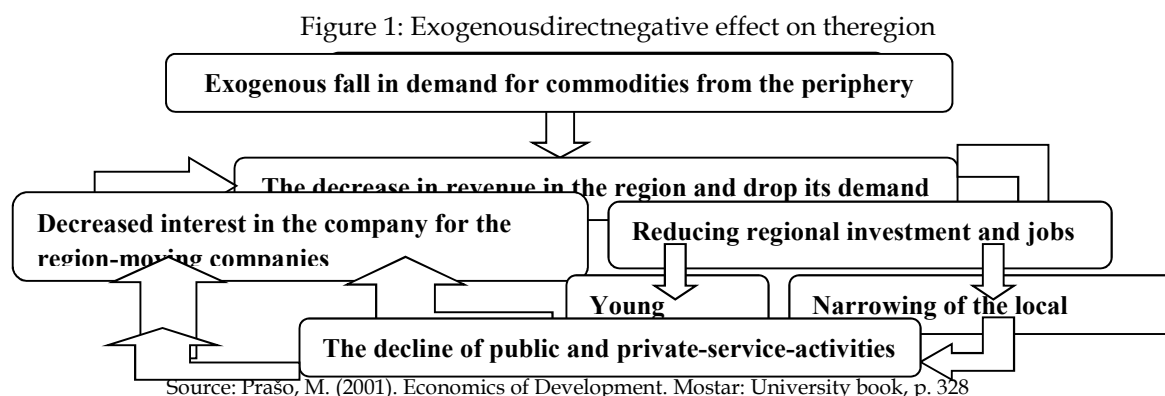 Figure 1: Exogenousdirectnegative effect on theregion
Exogenous fall in demand for commodities from the periphery
The decrease in revenue in the region and drop its demand
Decreased interest in the company for the
region-moving companies
Reducing regional investment and jobs
Young
Narrowing of the local
The decline of public and private-service-activities
Source: Prašo, M. (2001). Economics of Development. Mostar: University book, p. 328